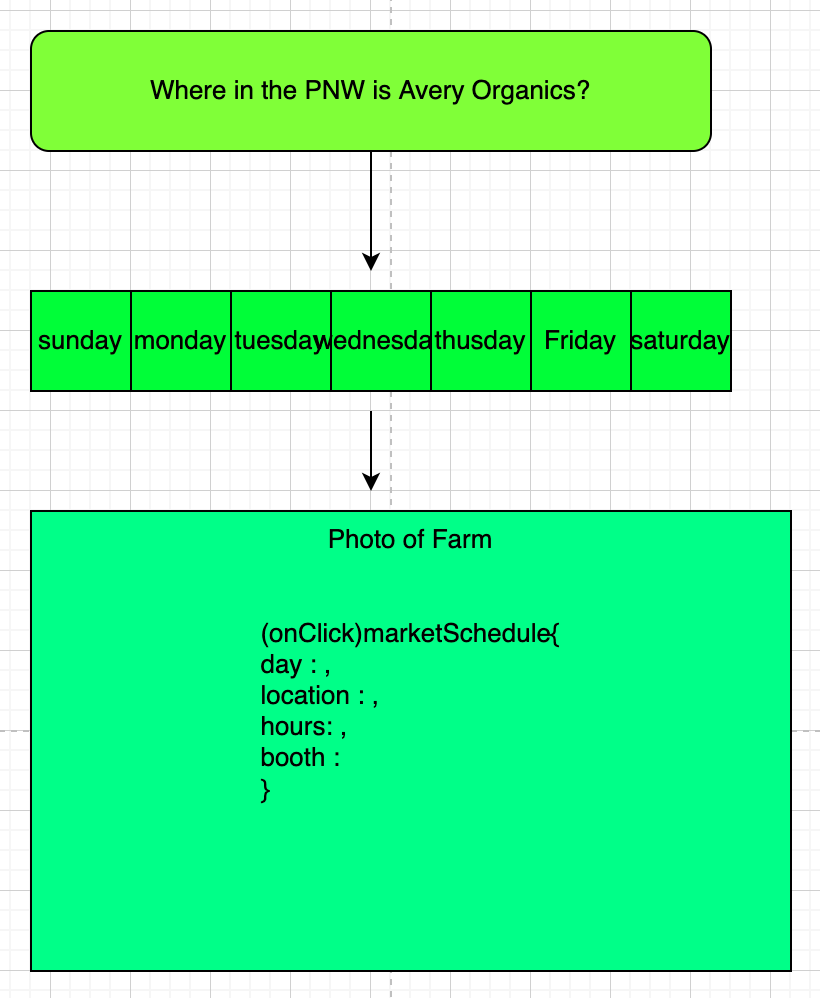 Where in the PNW is Avery Organics?
sunday monday tuesday wednesda thusday Friday saturday
Photo of Farm
(onClick)marketSchedule{
day : ,
location : ,
hours: ,
booth :
}